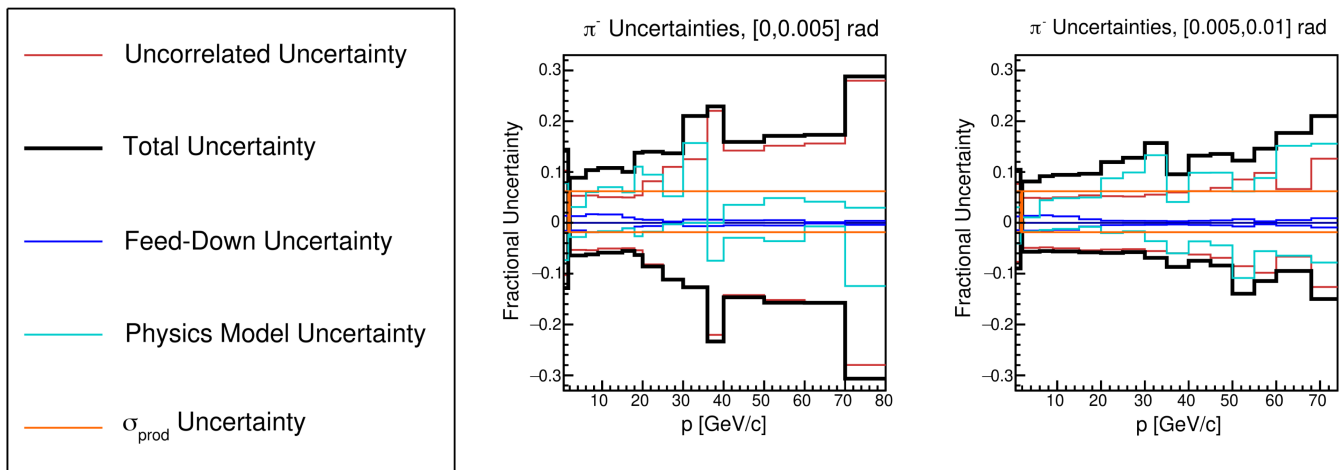 Uncorrelated Uncertainty
Total Uncertainty
Feed-Down Uncertainty
Physics Model Uncertainty
σprod Uncertainty
π- Uncertainties, [0,0.005] rad
Fractional Uncertainty
0.3
0.2
0.1
0
−0.1
−0.2
−0.3
10 20 30 40 50 60 70 80
p [GeV/c]
π- Uncertainties, [0.005,0.01] rad
Fractional Uncertainty
0.3
0.2
0.1
0
−0.1
−0.2
−0.3
10 20 30 40 50 60 70
p [GeV/c]